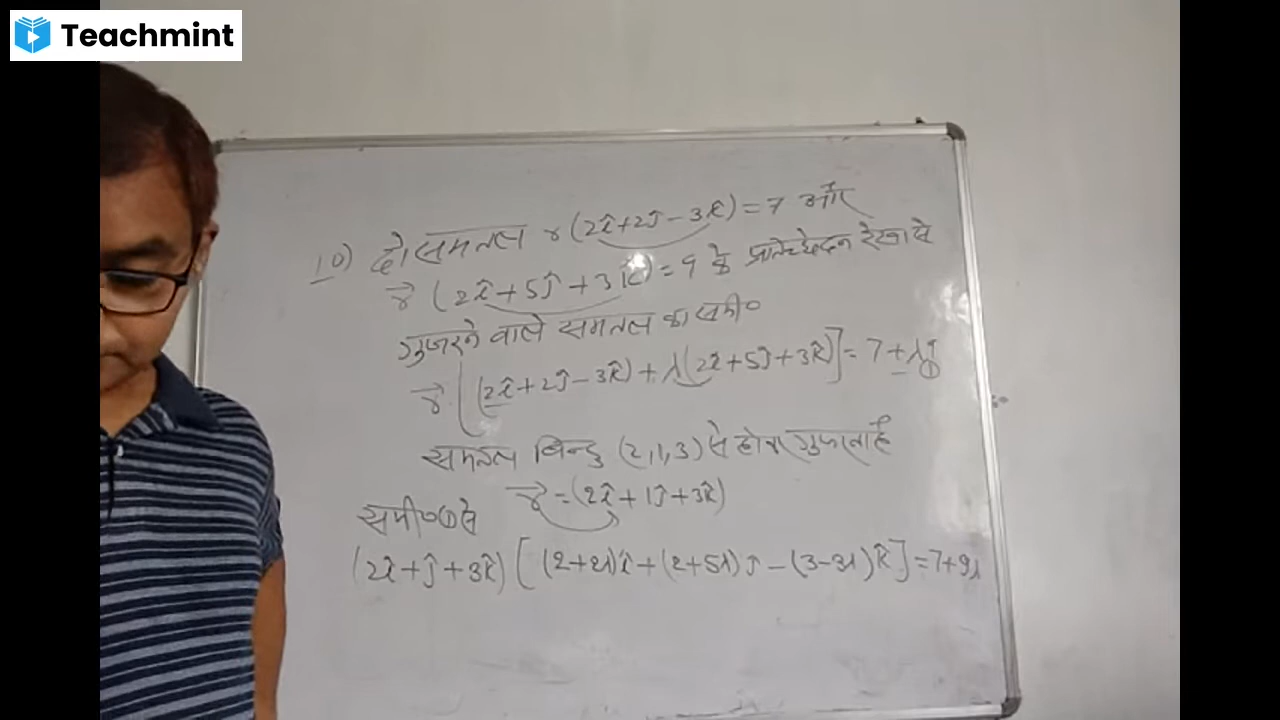 Teachmint
10) दो समतल r (2î+2ĵ-3k̂) = 7 और
r⃗ (2î+5ĵ+3k̂) = 9 के प्रतिच्छेदन रेखा से
गुजरने वाले समतल का समी०
r⃗ [(2î+2ĵ-3k̂) + λ(2î+5ĵ+3k̂)] = 7+λ9 ①
समतल बिन्दु (2,1,3) से होकर गुजरता है
r⃗ = (2î+1ĵ+3k̂)
समी० ① से
(2î+ĵ+3k̂) [(2+2λ)î+(2+5λ)ĵ-(3-3λ)k̂] = 7+9λ